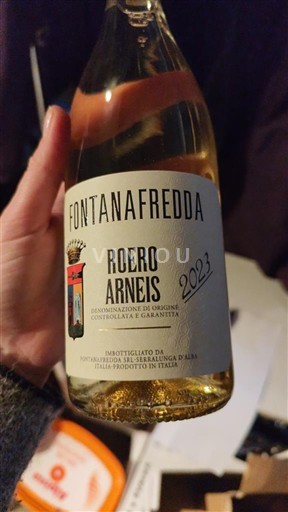 FONTANAFREDDA
ROERO
ARNEIS
2023
DENOMINAZIONE DI ORIGINE
CONTROLLATA E GARANTITA
IMBOTTIGLIATO DA
FONTANAFREDDA SRL-SERRALUNGA D'ALBA
ITALIA-PRODOTTO IN ITALIA
VINYOU